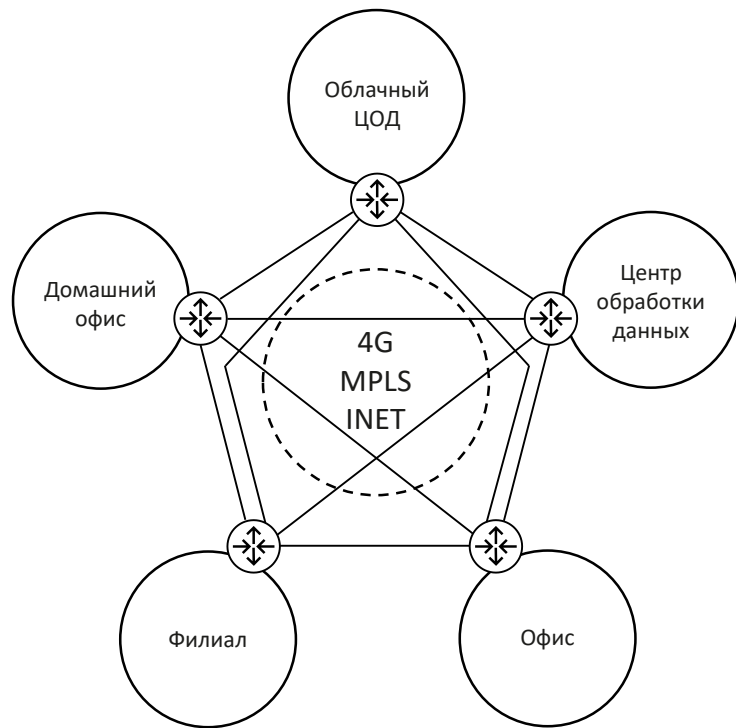 Облачный
ЦОД
Домашний
офис
Центр
обработки
данных
4G
MPLS
INET
Филиал
Офис